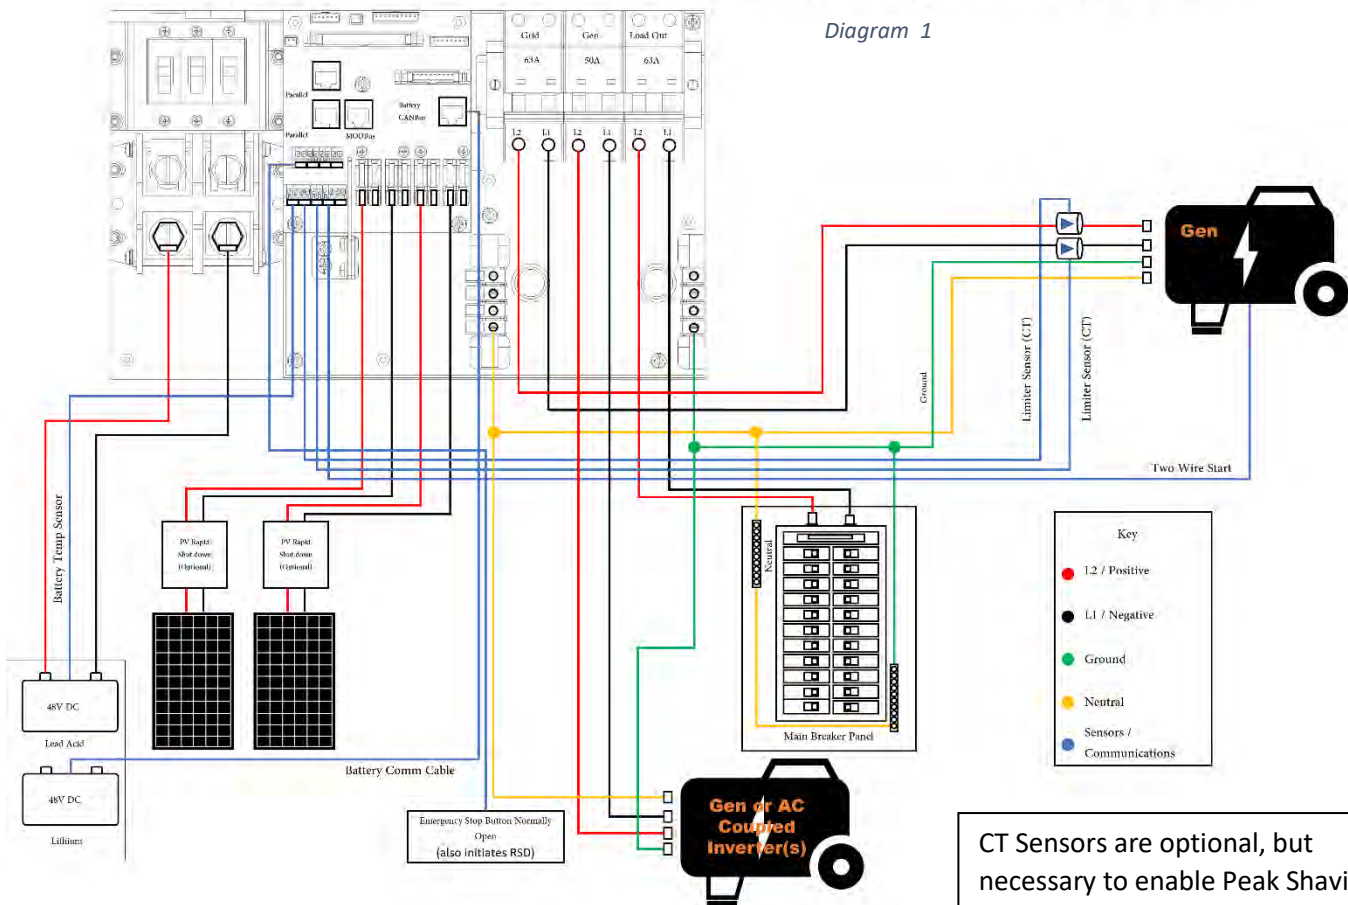 Diagram 1
Grid
Gen
Load Out
63A
50A
63A
Parallel
Parallel
MODBus
Battery
CANBus
L2
L1
L2
L1
L2
L1
Gen
Limiter Sensor (CT)
Limiter Sensor (CT)
Ground
Two Wire Start
Battery Temp Sensor
PV Rapid
Shut down
(Optional)
PV Rapid
Shut down
(Optional)
Neutral
Main Breaker Panel
Key
L2 / Positive
L1 / Negative
Ground
Neutral
Sensors /
Communications
48V DC
Lead Acid
48V DC
Lithium
Battery Comm Cable
Emergency Stop Button Normally
Open
(also initiates RSD)
Gen or AC
Coupled
Inverter(s)
CT Sensors are optional, but
necessary to enable Peak Shavi